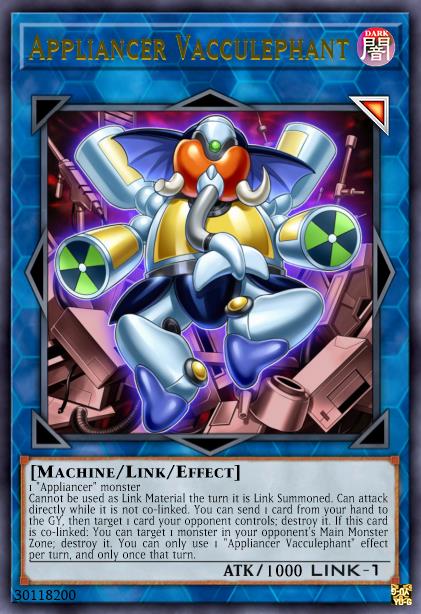 APPLIANCER VACCULEPHANT
DARK
闇
[MACHINE/LINK/EFFECT]
1 "Appliancer" monster
Cannot be used as Link Material the turn it is Link Summoned. Can attack
directly while it is not co-linked. You can send 1 card from your hand to
the GY, then target 1 card your opponent controls; destroy it. If this card
is co-linked: You can target 1 monster in your opponent's Main Monster
Zone; destroy it. You can only use 1 "Appliancer Vacculephant" effect
per turn, and only once that turn.
ATK/1000 LINK-1
30118200